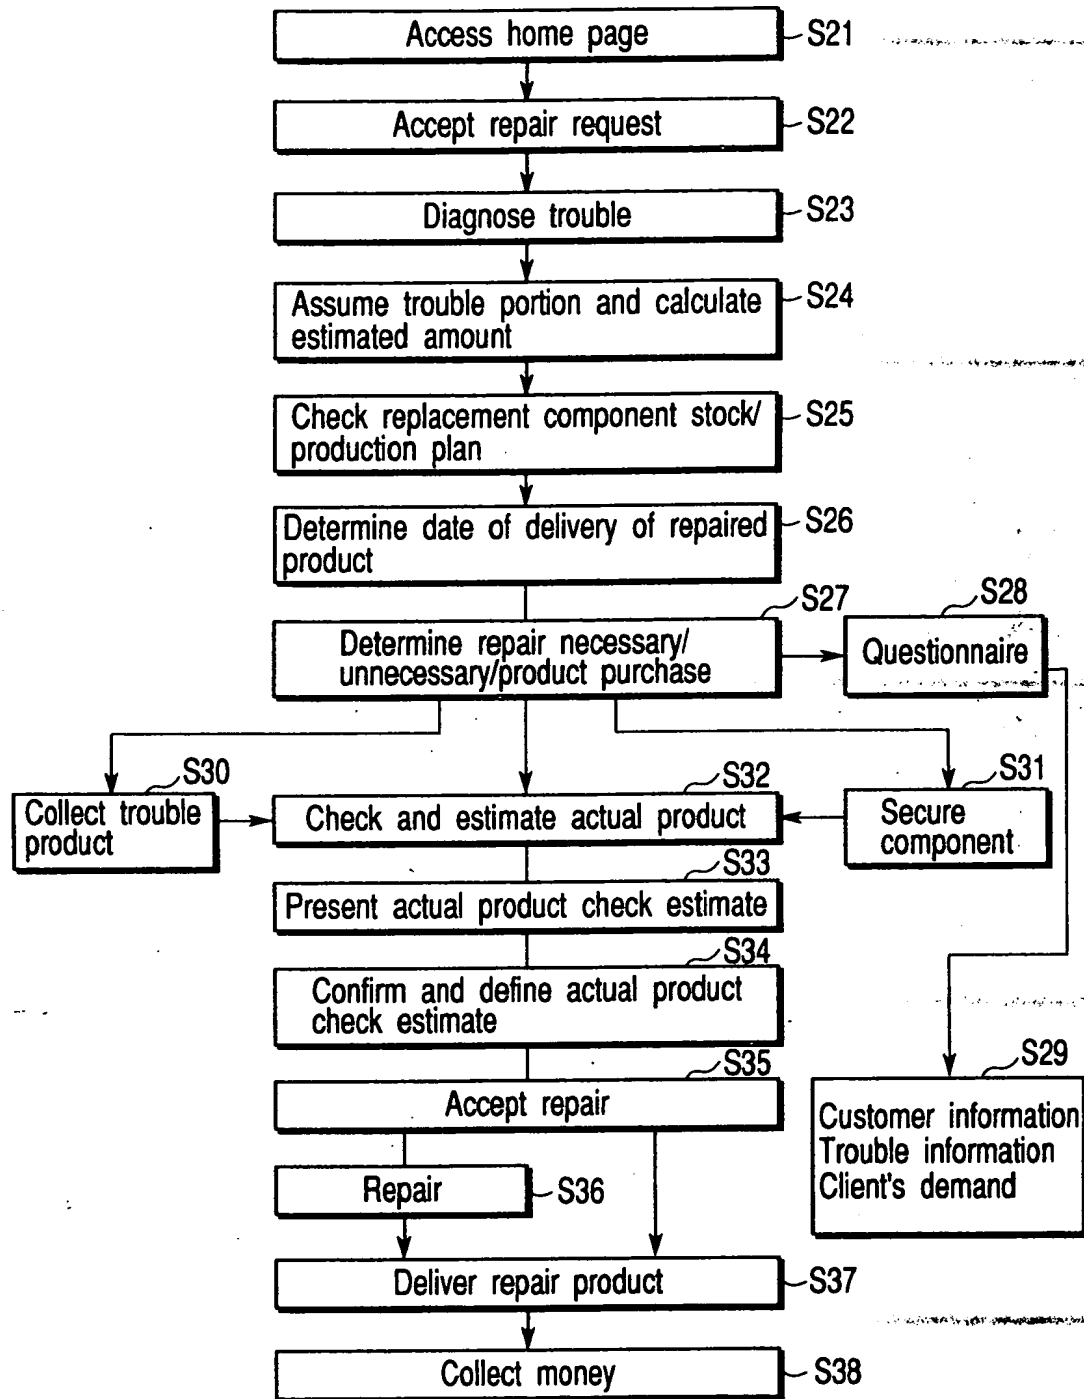 Access home page
S21
Accept repair request
S22
Diagnose trouble
S23
Assume trouble portion and calculate
estimated amount
S24
Check replacement component stock/
production plan
S25
Determine date of delivery of repaired
product
S26
Determine repair necessary/
unnecessary/product purchase
S27
Questionnaire
S28
Collect trouble
product
S30
Check and estimate actual product
S32
Secure
component
S31
Present actual product check estimate
S33
Confirm and define actual product
check estimate
S34
Accept repair
S35
Customer information
Trouble information
Client's demand
S29
Repair
S36
Deliver repair product
S37
Collect money
S38